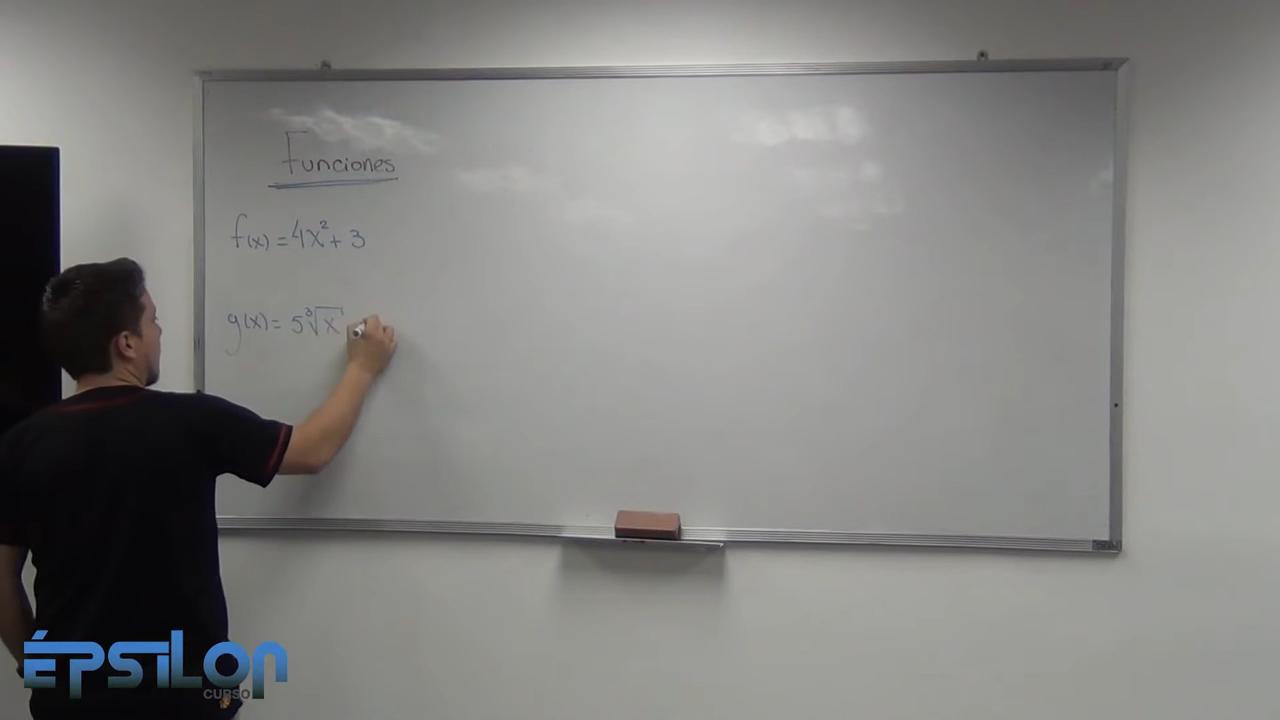 Funciones
f(x) = 4x² + 3
g(x) = 5∛x
ÉPSILON
CURSO